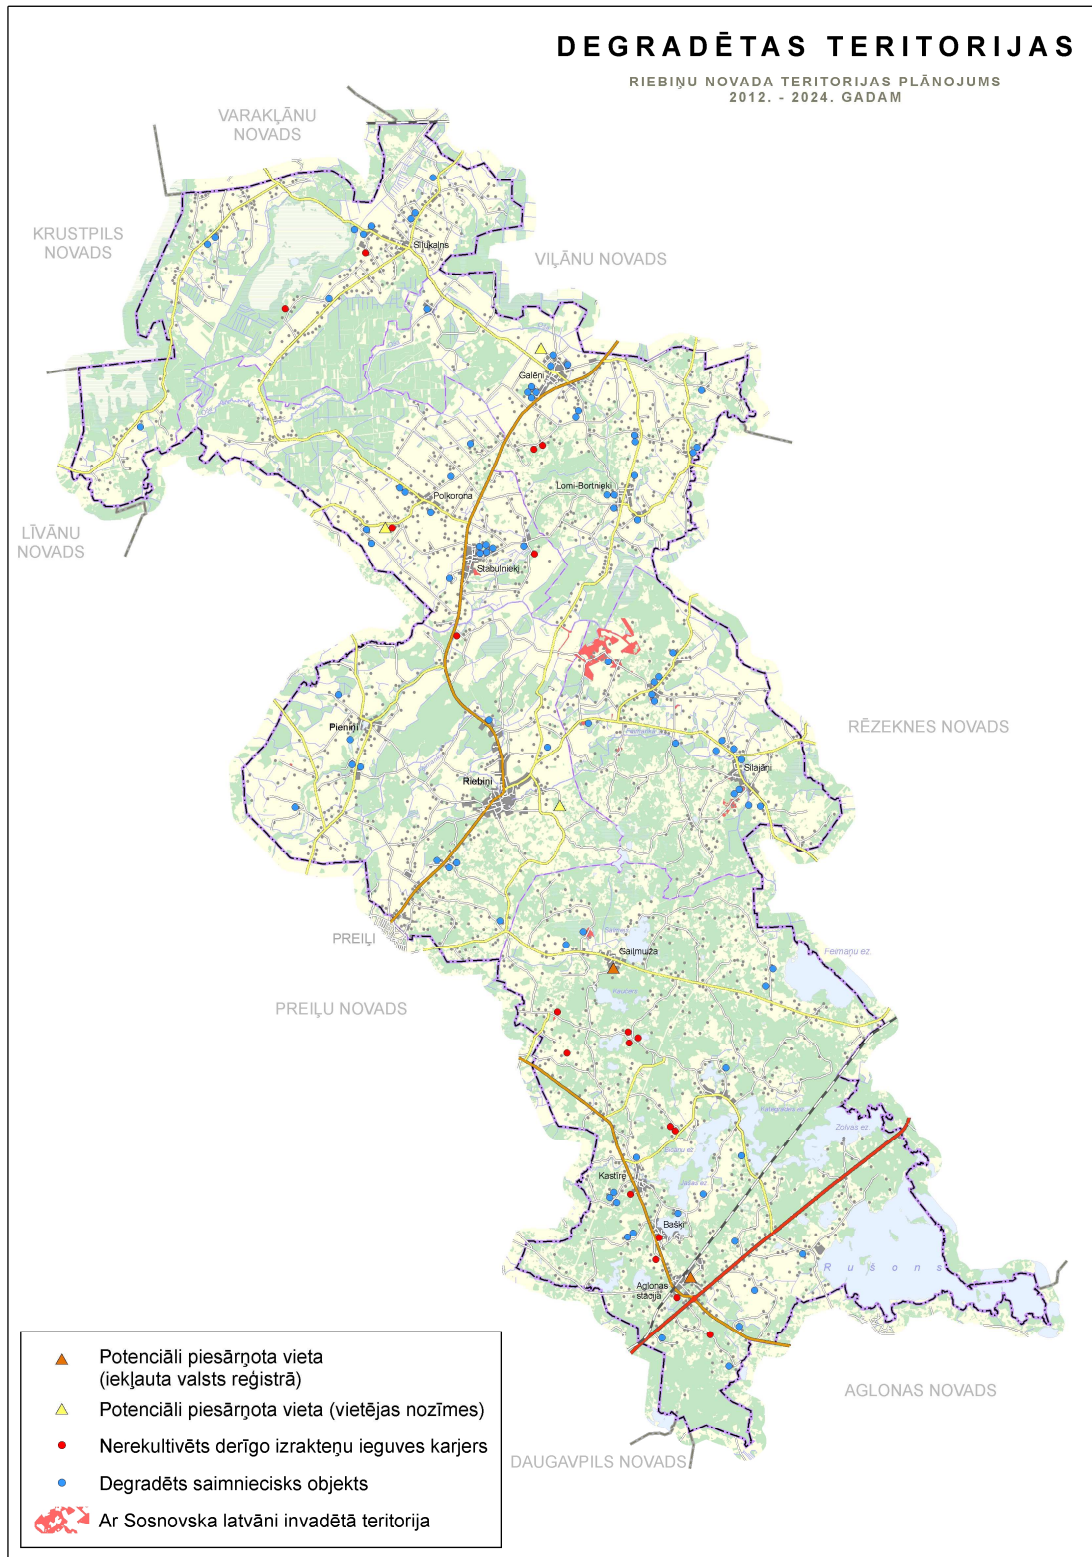 DEGRADĒTAS TERITORIJAS
RIEBIŅU NOVADA TERITORIJAS PLĀNOJUMS
2012. - 2024. GADAM
VARAKĻĀNU
NOVADS
KRUSTPILS
NOVADS
VIĻĀNU NOVADS
Sīļukalns
Galēni
Lomi-Bortnieki
Polkorona
LĪVĀNU
NOVADS
Stabulnieki
Pieniņi
RĒZEKNES NOVADS
Silajāņi
Riebiņi
PREIĻI
Gaiļmuiža
Feimaņu ez.
PREIĻU NOVADS
Zolvas ez.
Kastīre
Bašķi
Rušons
Aglonas
stacija
AGLONAS NOVADS
DAUGAVPILS NOVADS
Potenciāli piesārņota vieta
(iekļauta valsts reģistrā)
Potenciāli piesārņota vieta (vietējas nozīmes)
Nerekultivēts derīgo izrakteņu ieguves karjers
Degradēts saimniecisks objekts
Ar Sosnovska latvāni invadētā teritorija